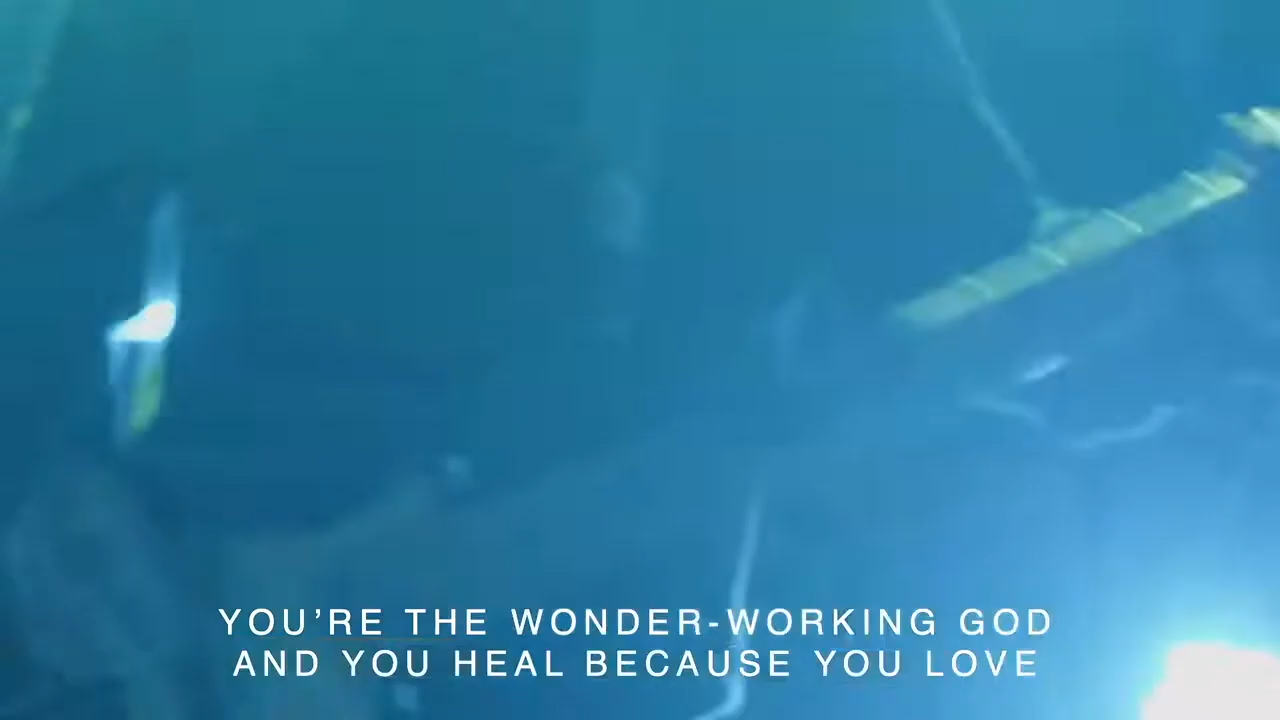 YOU’RE THE WONDER-WORKING GOD
AND YOU HEAL BECAUSE YOU LOVE